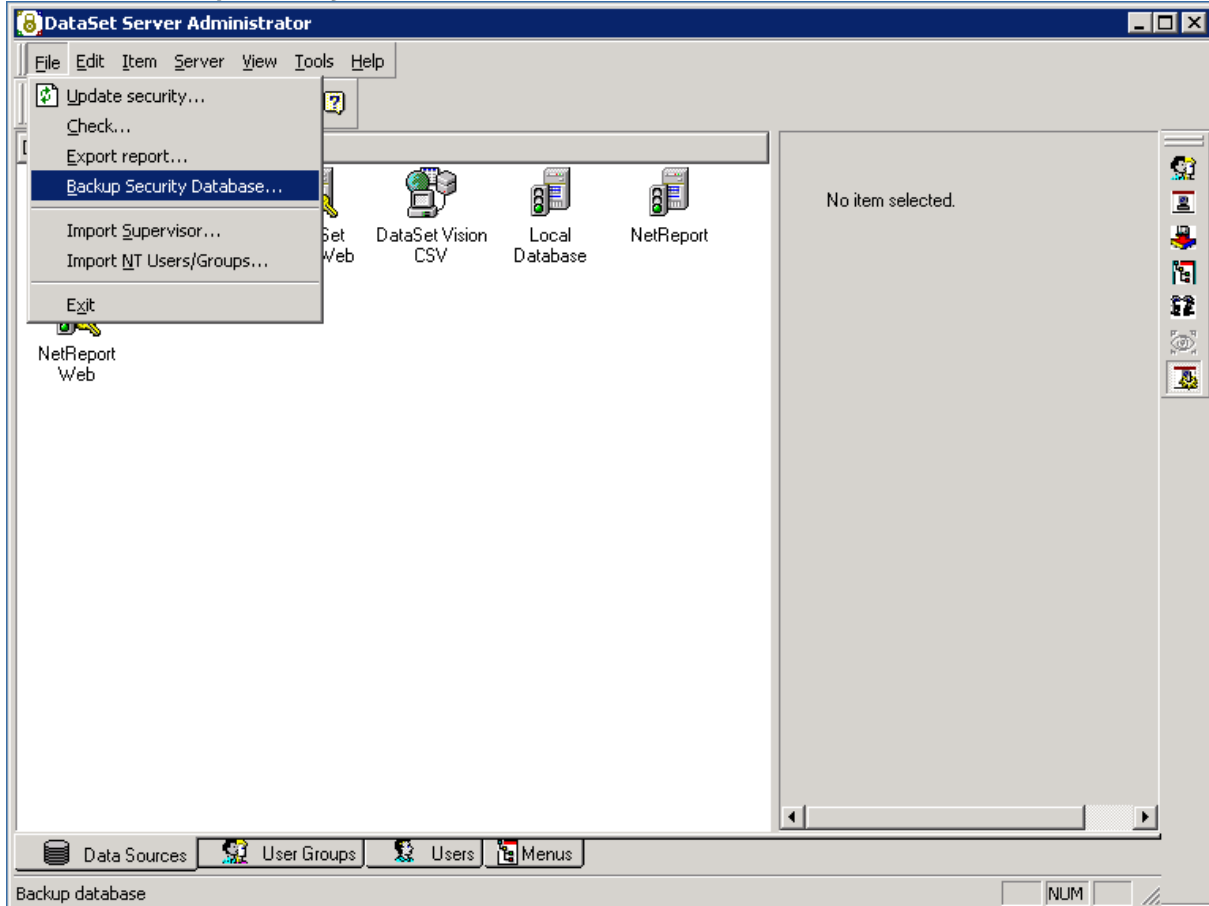 DataSet Server Administrator
File Edit Item Server View Tools Help
Update security...
Check...
Export report...
Backup Security Database...
Import Supervisor...
Import NT Users/Groups...
Exit
DataSet Vision
CSV
Local
Database
NetReport
NetReport
Web
No item selected.
Data Sources User Groups Users Menus
Backup database
NUM